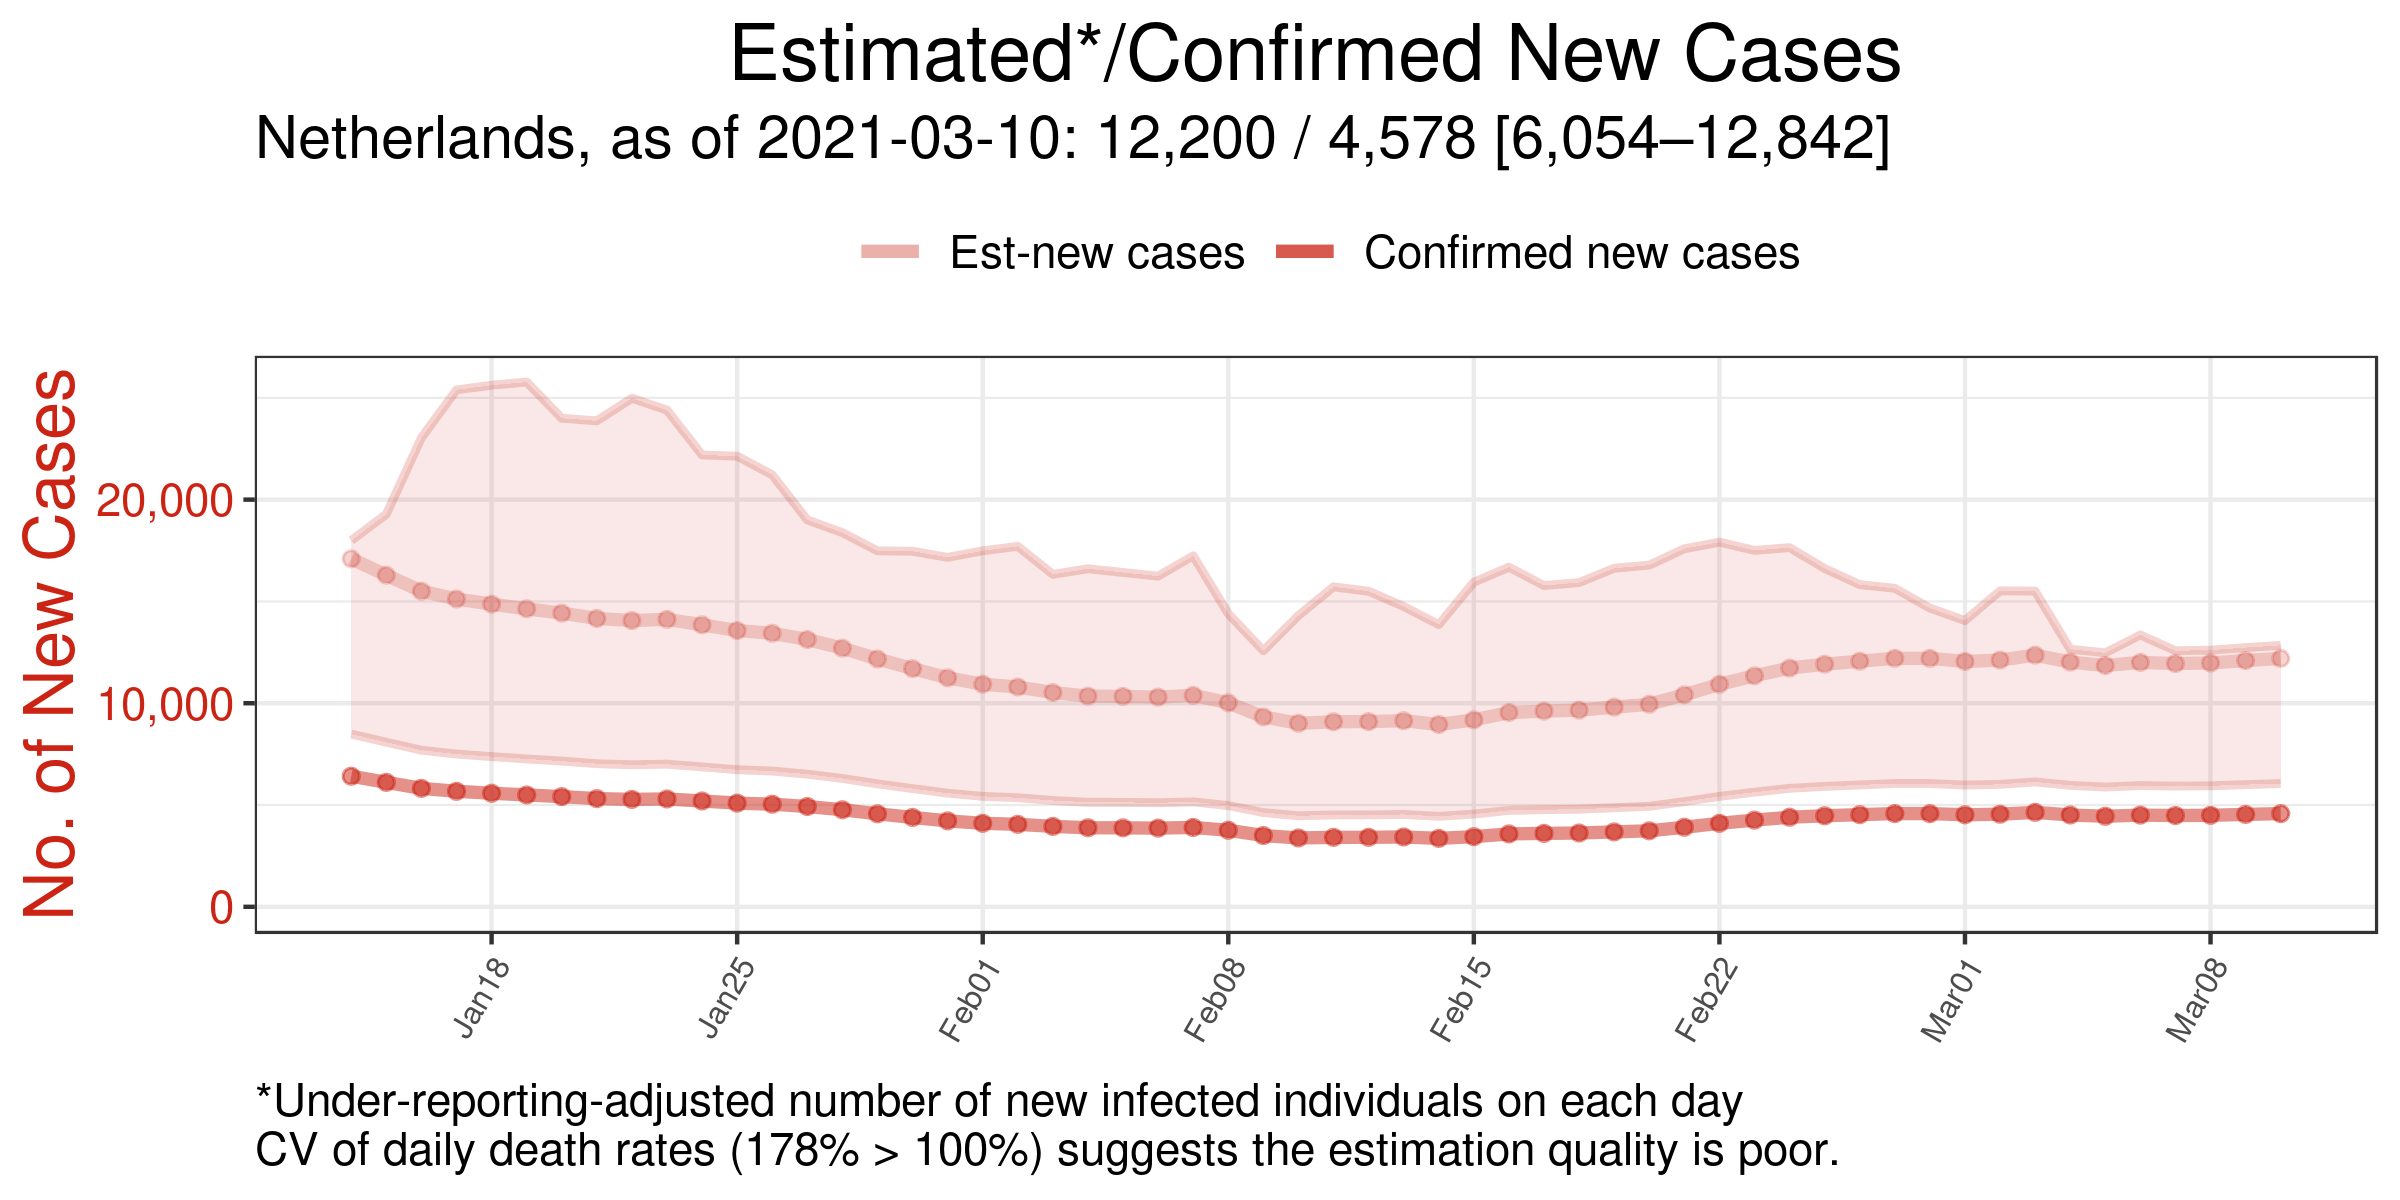 Estimated*/Confirmed New Cases
Netherlands, as of 2021-03-10: 12,200 / 4,578 [6,054–12,842]
Est-new cases Confirmed new cases
No. of New Cases
20,000
10,000
0
Jan18 Jan25 Feb01 Feb08 Feb15 Feb22 Mar01 Mar08
*Under-reporting-adjusted number of new infected individuals on each day
CV of daily death rates (178% > 100%) suggests the estimation quality is poor.